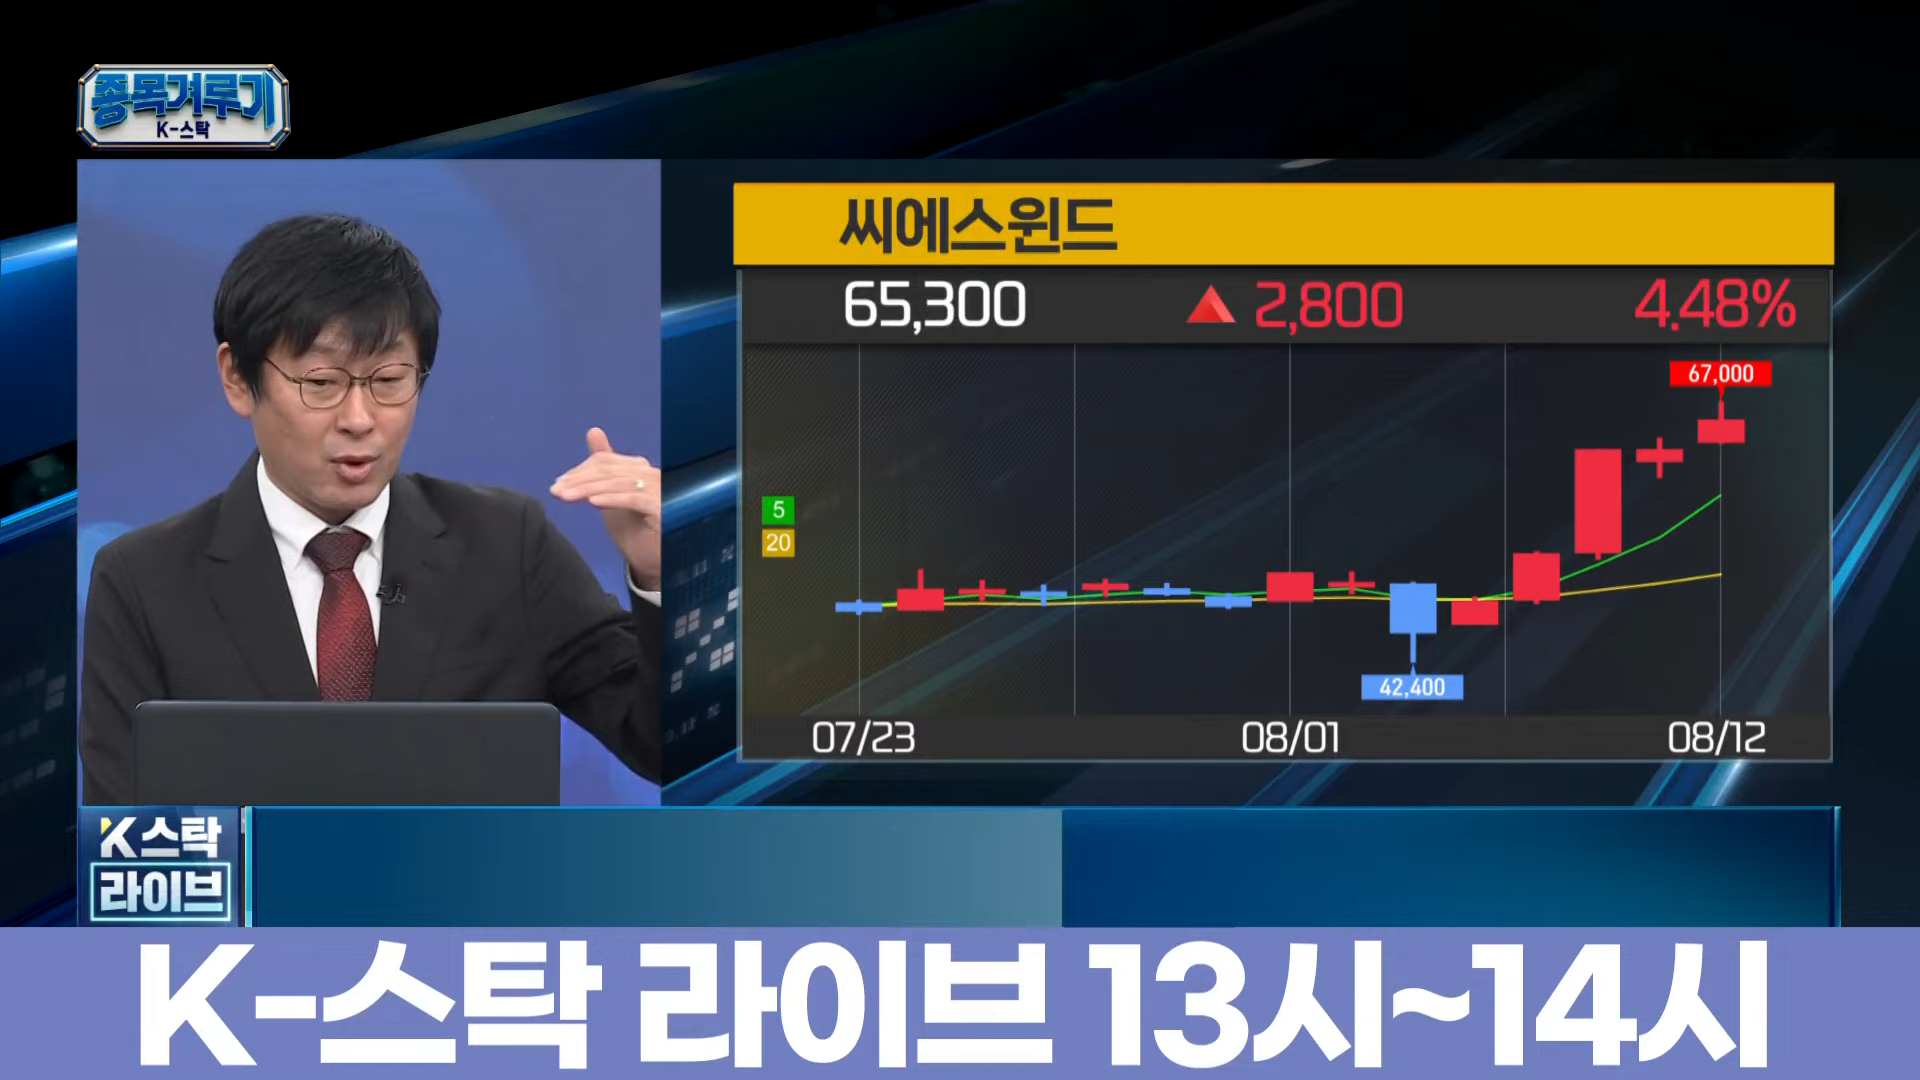 종목겨루기
K-스탁
씨에스윈드
65,300 ▲ 2,800 4.48%
67,000
5
20
42,400
07/23 08/01 08/12
K스탁
라이브
K-스탁 라이브 13시~14시